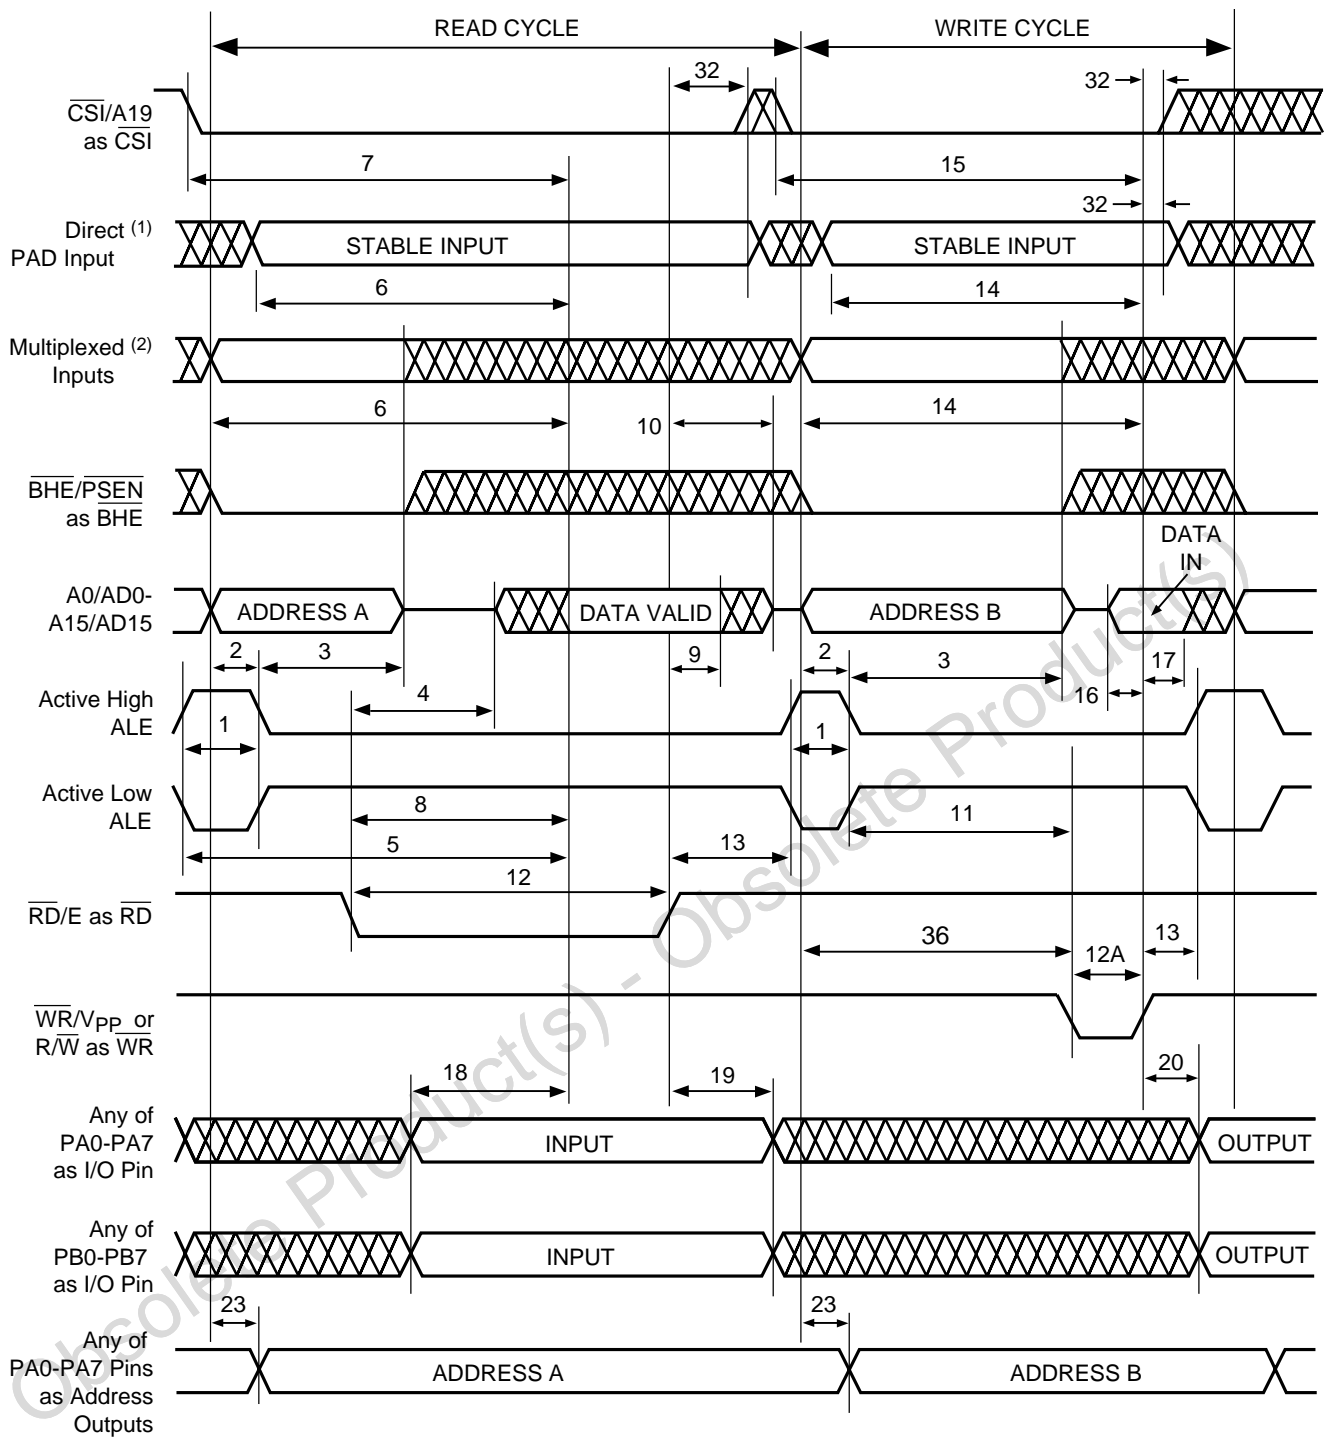 READ CYCLE
WRITE CYCLE
32
32
CSI/A19
as CSI
7
15
32
Direct (1)
PAD Input
STABLE INPUT
STABLE INPUT
6
14
Multiplexed (2)
Inputs
6
10
14
BHE/PSEN
as BHE
DATA
IN
A0/AD0-
A15/AD15
ADDRESS A
DATA VALID
ADDRESS B
2
3
9
2
3
17
4
16
Active High
ALE
1
1
Active Low
ALE
8
11
5
13
12
RD/E as RD
36
12A
13
WR/VPP or
R/W as WR
18
19
20
Any of
PA0-PA7
as I/O Pin
INPUT
OUTPUT
Any of
PB0-PB7
as I/O Pin
INPUT
OUTPUT
23
23
Any of
PA0-PA7 Pins
as Address
Outputs
ADDRESS A
ADDRESS B
Obsolete Product(s) - Obsolete Product(s)